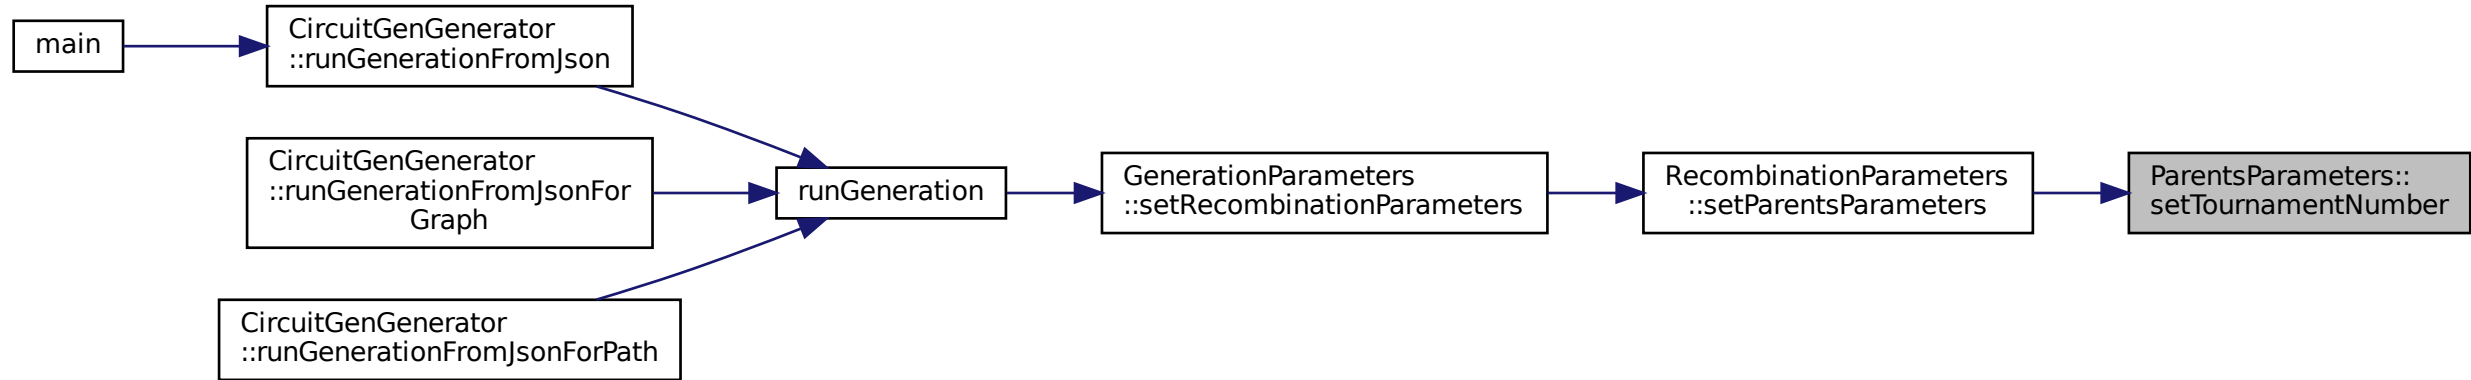 main
CircuitGenGenerator
::runGenerationFromJson
CircuitGenGenerator
::runGenerationFromJsonFor
Graph
CircuitGenGenerator
::runGenerationFromJsonForPath
runGeneration
GenerationParameters
::setRecombinationParameters
RecombinationParameters
::setParentsParameters
ParentsParameters::
setTournamentNumber